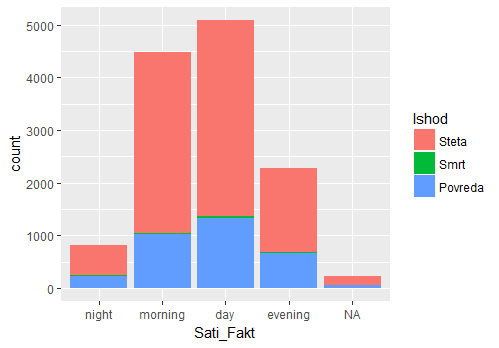 5000
4000
3000
2000
1000
0
count
night morning day evening NA
Sati_Fakt
Ishod
Steta
Smrt
Povreda